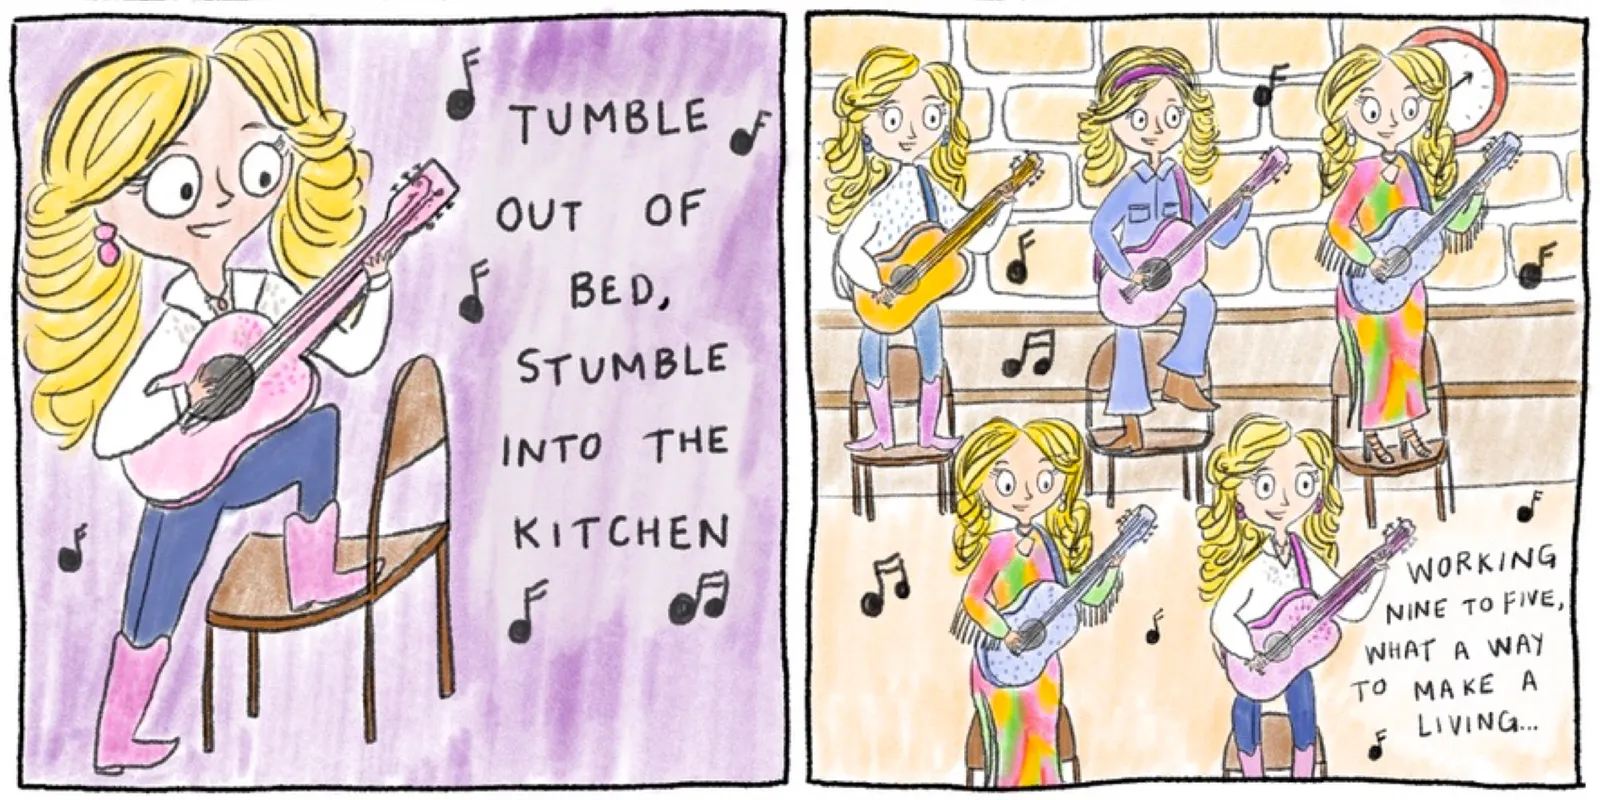 TUMBLE
OUT OF
BED,
STUMBLE
INTO THE
KITCHEN
WORKING
NINE TO FIVE,
WHAT A WAY
TO MAKE A
LIVING...